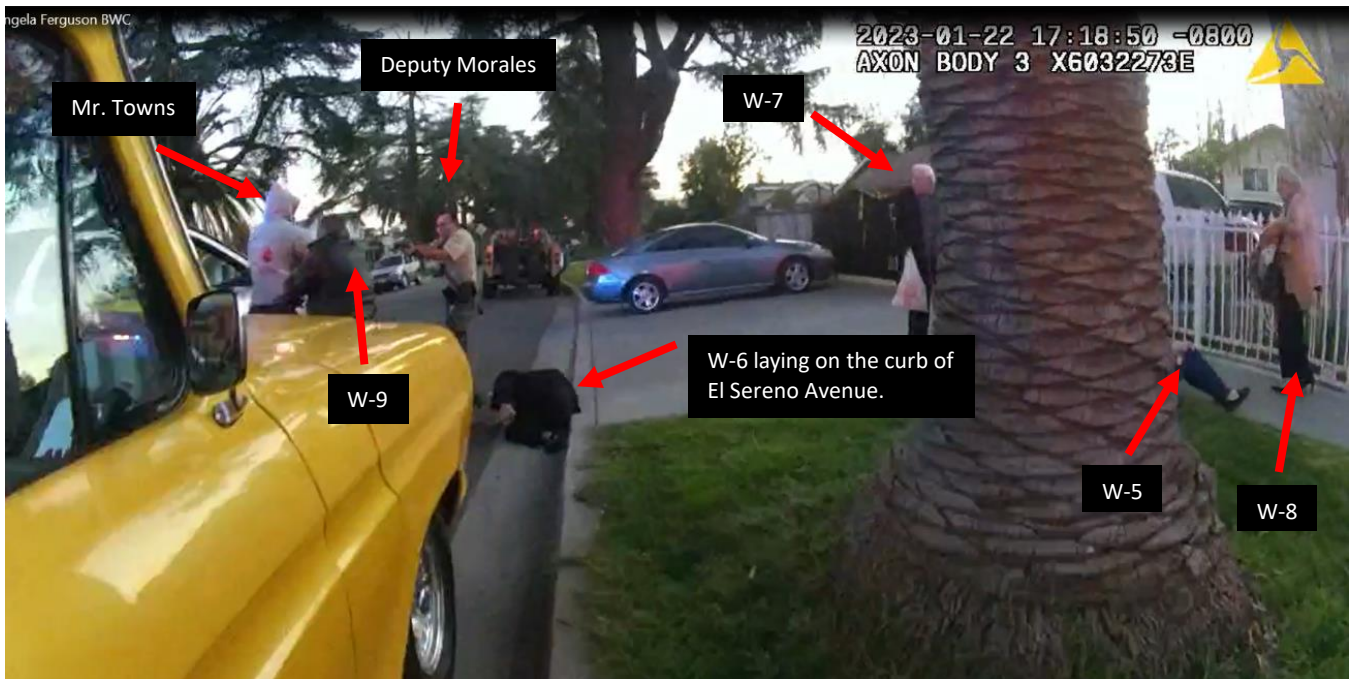 ngela Ferguson BWC
2023-01-22 17:18:50 -0800
AXON BODY 3 X6032273E
Deputy Morales
Mr. Towns
W-7
W-9
W-6 laying on the curb of
El Sereno Avenue.
W-5
W-8